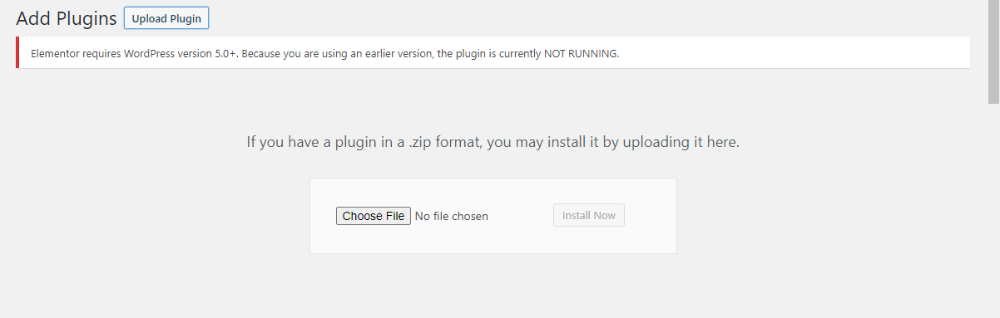 Add Plugins Upload Plugin
Elementor requires WordPress version 5.0+. Because you are using an earlier version, the plugin is currently NOT RUNNING.
If you have a plugin in a .zip format, you may install it by uploading it here.
Choose File No file chosen Install Now